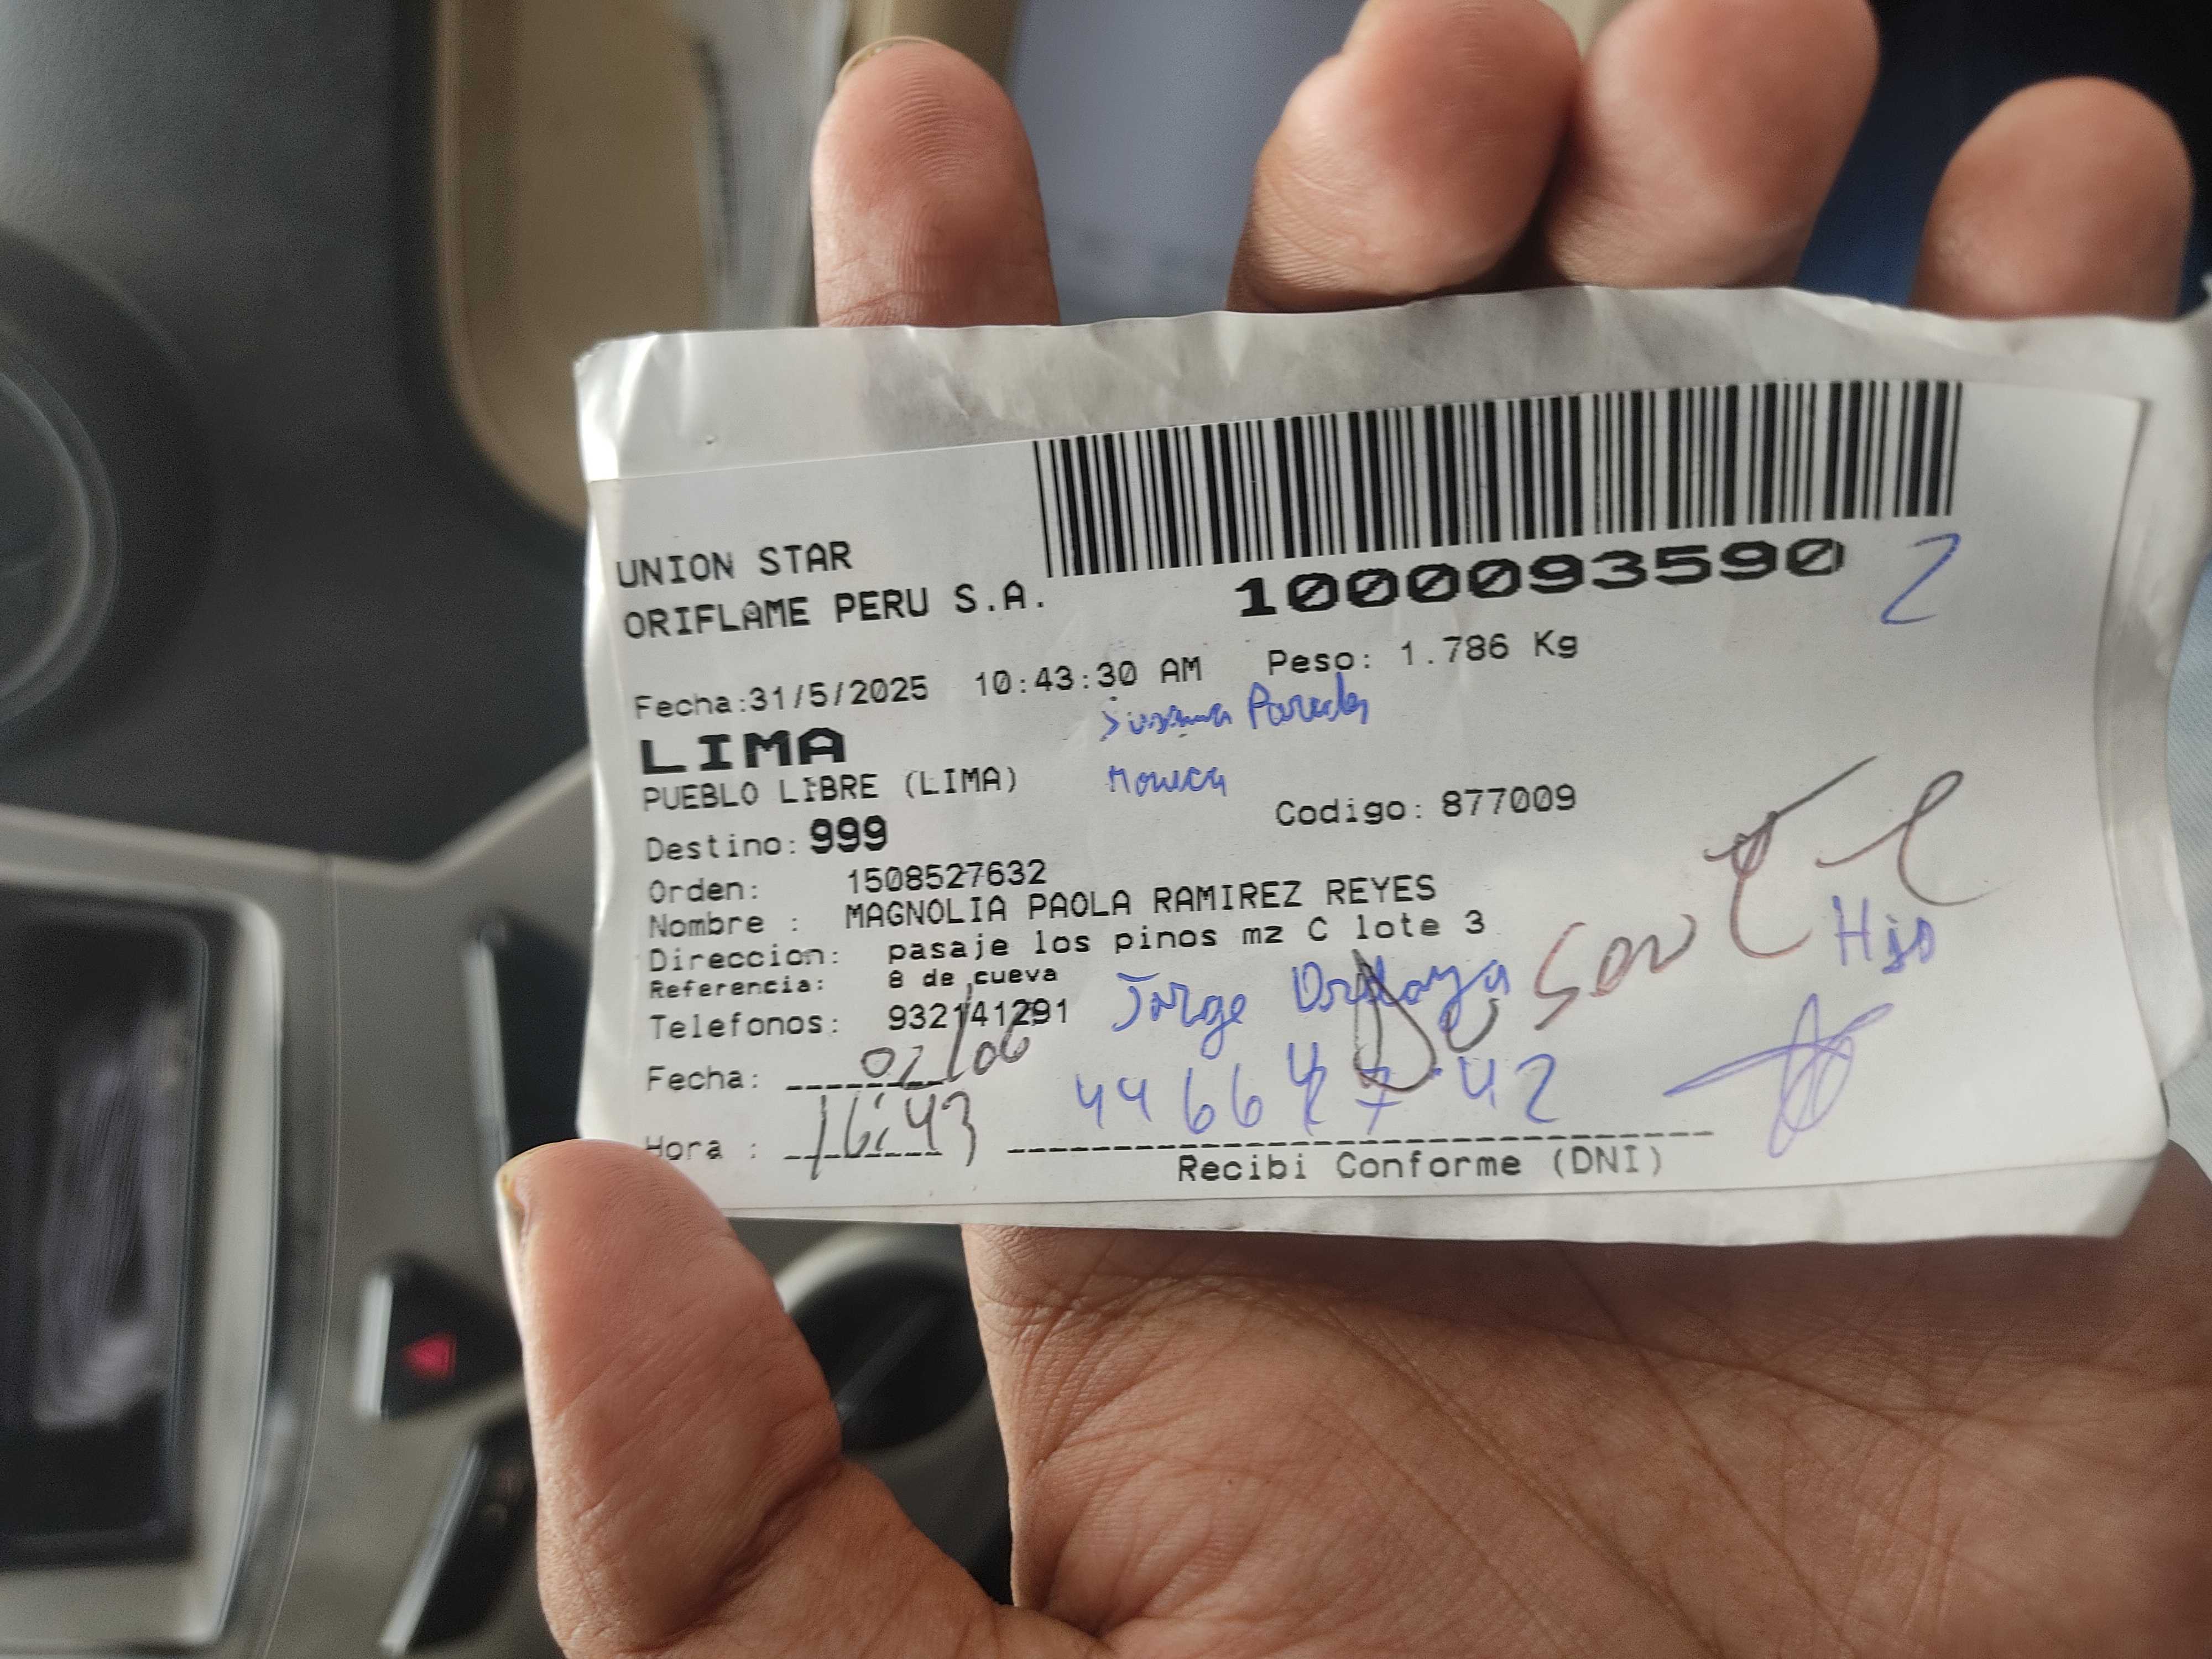 UNION STAR
ORIFLAME PERU S.A.
1000093590 2
Fecha:31/5/2025 10:43:30 AM Peso: 1.786 Kg
LIMA
PUEBLO LIBRE (LIMA)
Destino: 999 Codigo: 877009
Orden: 1508527632
Nombre : MAGNOLIA PAOLA RAMIREZ REYES
Direccion: pasaje los pinos mz C lote 3
Referencia: 8 de cueva
Telefonos: 932141291
Jorge
Hijo
Fecha: 02/06
Hora : 16:43
Recibi Conforme (DNI)